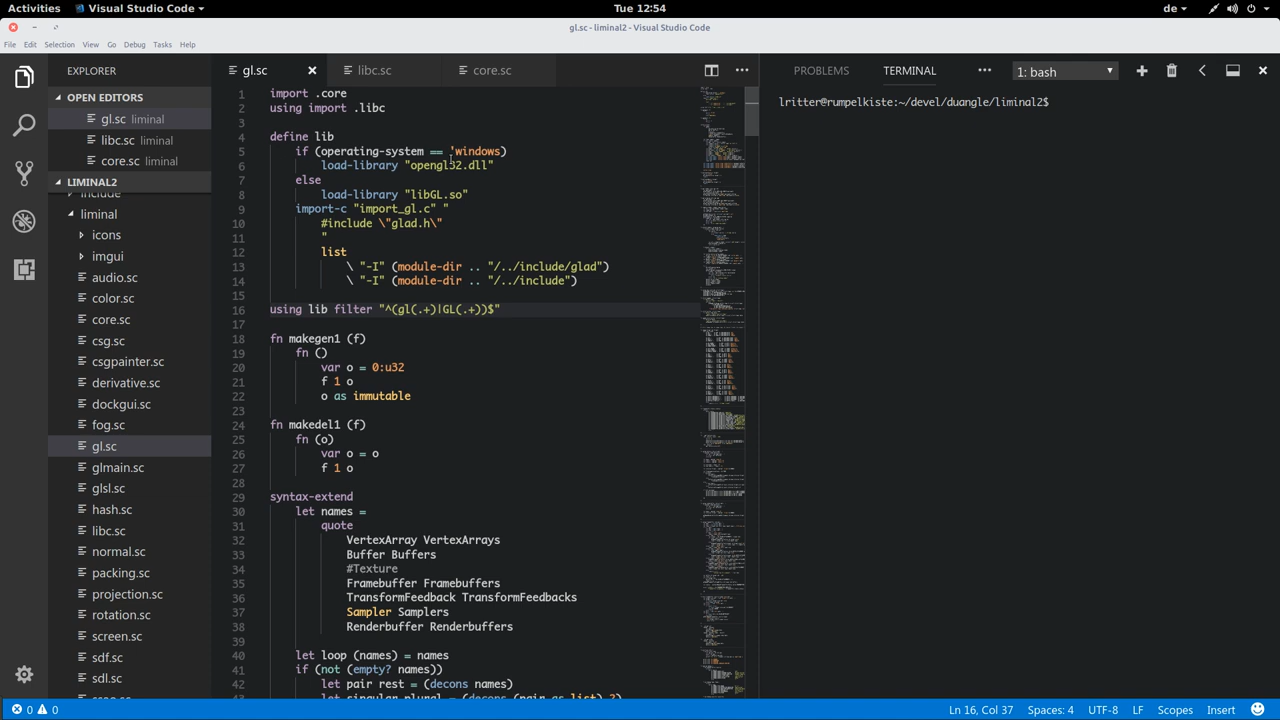 Activities Visual Studio Code Tue 12:54 de
gl.sc - liminal2 - Visual Studio Code
File Edit Selection View Go Debug Tasks Help
EXPLORER
OPEN EDITORS
gl.sc liminal
libc.sc liminal
core.sc liminal
LIMINAL2
include
liminal
icons
imgui
audio.sc
color.sc
core.sc
csg.sc
cspainter.sc
derivative.sc
dockgui.sc
fog.sc
gl.sc
glmain.sc
glsl.sc
hash.sc
libc.sc
normal.sc
packing.sc
projection.sc
rotation.sc
screen.sc
sdf.sc
sdl.sc
gl.sc libc.sc core.sc
1 import .core
2 using import .libc
3
4 define lib
5 if (operating-system == 'windows)
6 load-library "opengl32.dll"
7 else
8 load-library "libGL.so"
9 import-c "import_gl.c" "
10 #include \"glad.h\"
11 "
12 list
13 \ "-I" (module-dir .. "/../include/glad")
14 \ "-I" (module-dir .. "/../include")
15
16 using lib filter "^(gl(.+)|GL(.+))$"
17
18 fn makegen1 (f)
19 fn ()
20 var o = 0:u32
21 f 1 o
22 o as immutable
23
24 fn makedel1 (f)
25 fn (o)
26 var o = o
27 f 1 o
28
29 syntax-extend
30 let names =
31 quote
32 VertexArray VertexArrays
33 Buffer Buffers
34 #Texture
35 Framebuffer Framebuffers
36 TransformFeedback TransformFeedbacks
37 Sampler Samplers
38 Renderbuffer Renderbuffers
39
40 let loop (names) = names
41 if (not (empty? names))
42 let pair rest = (decons names)
43 let singular plural = (decons (pair as list) 2)
PROBLEMS TERMINAL 1: bash
lritter@rumpelkiste:~/devel/duangle/liminal2$
0 0 Ln 16, Col 37 Spaces: 4 UTF-8 LF Scopes Insert